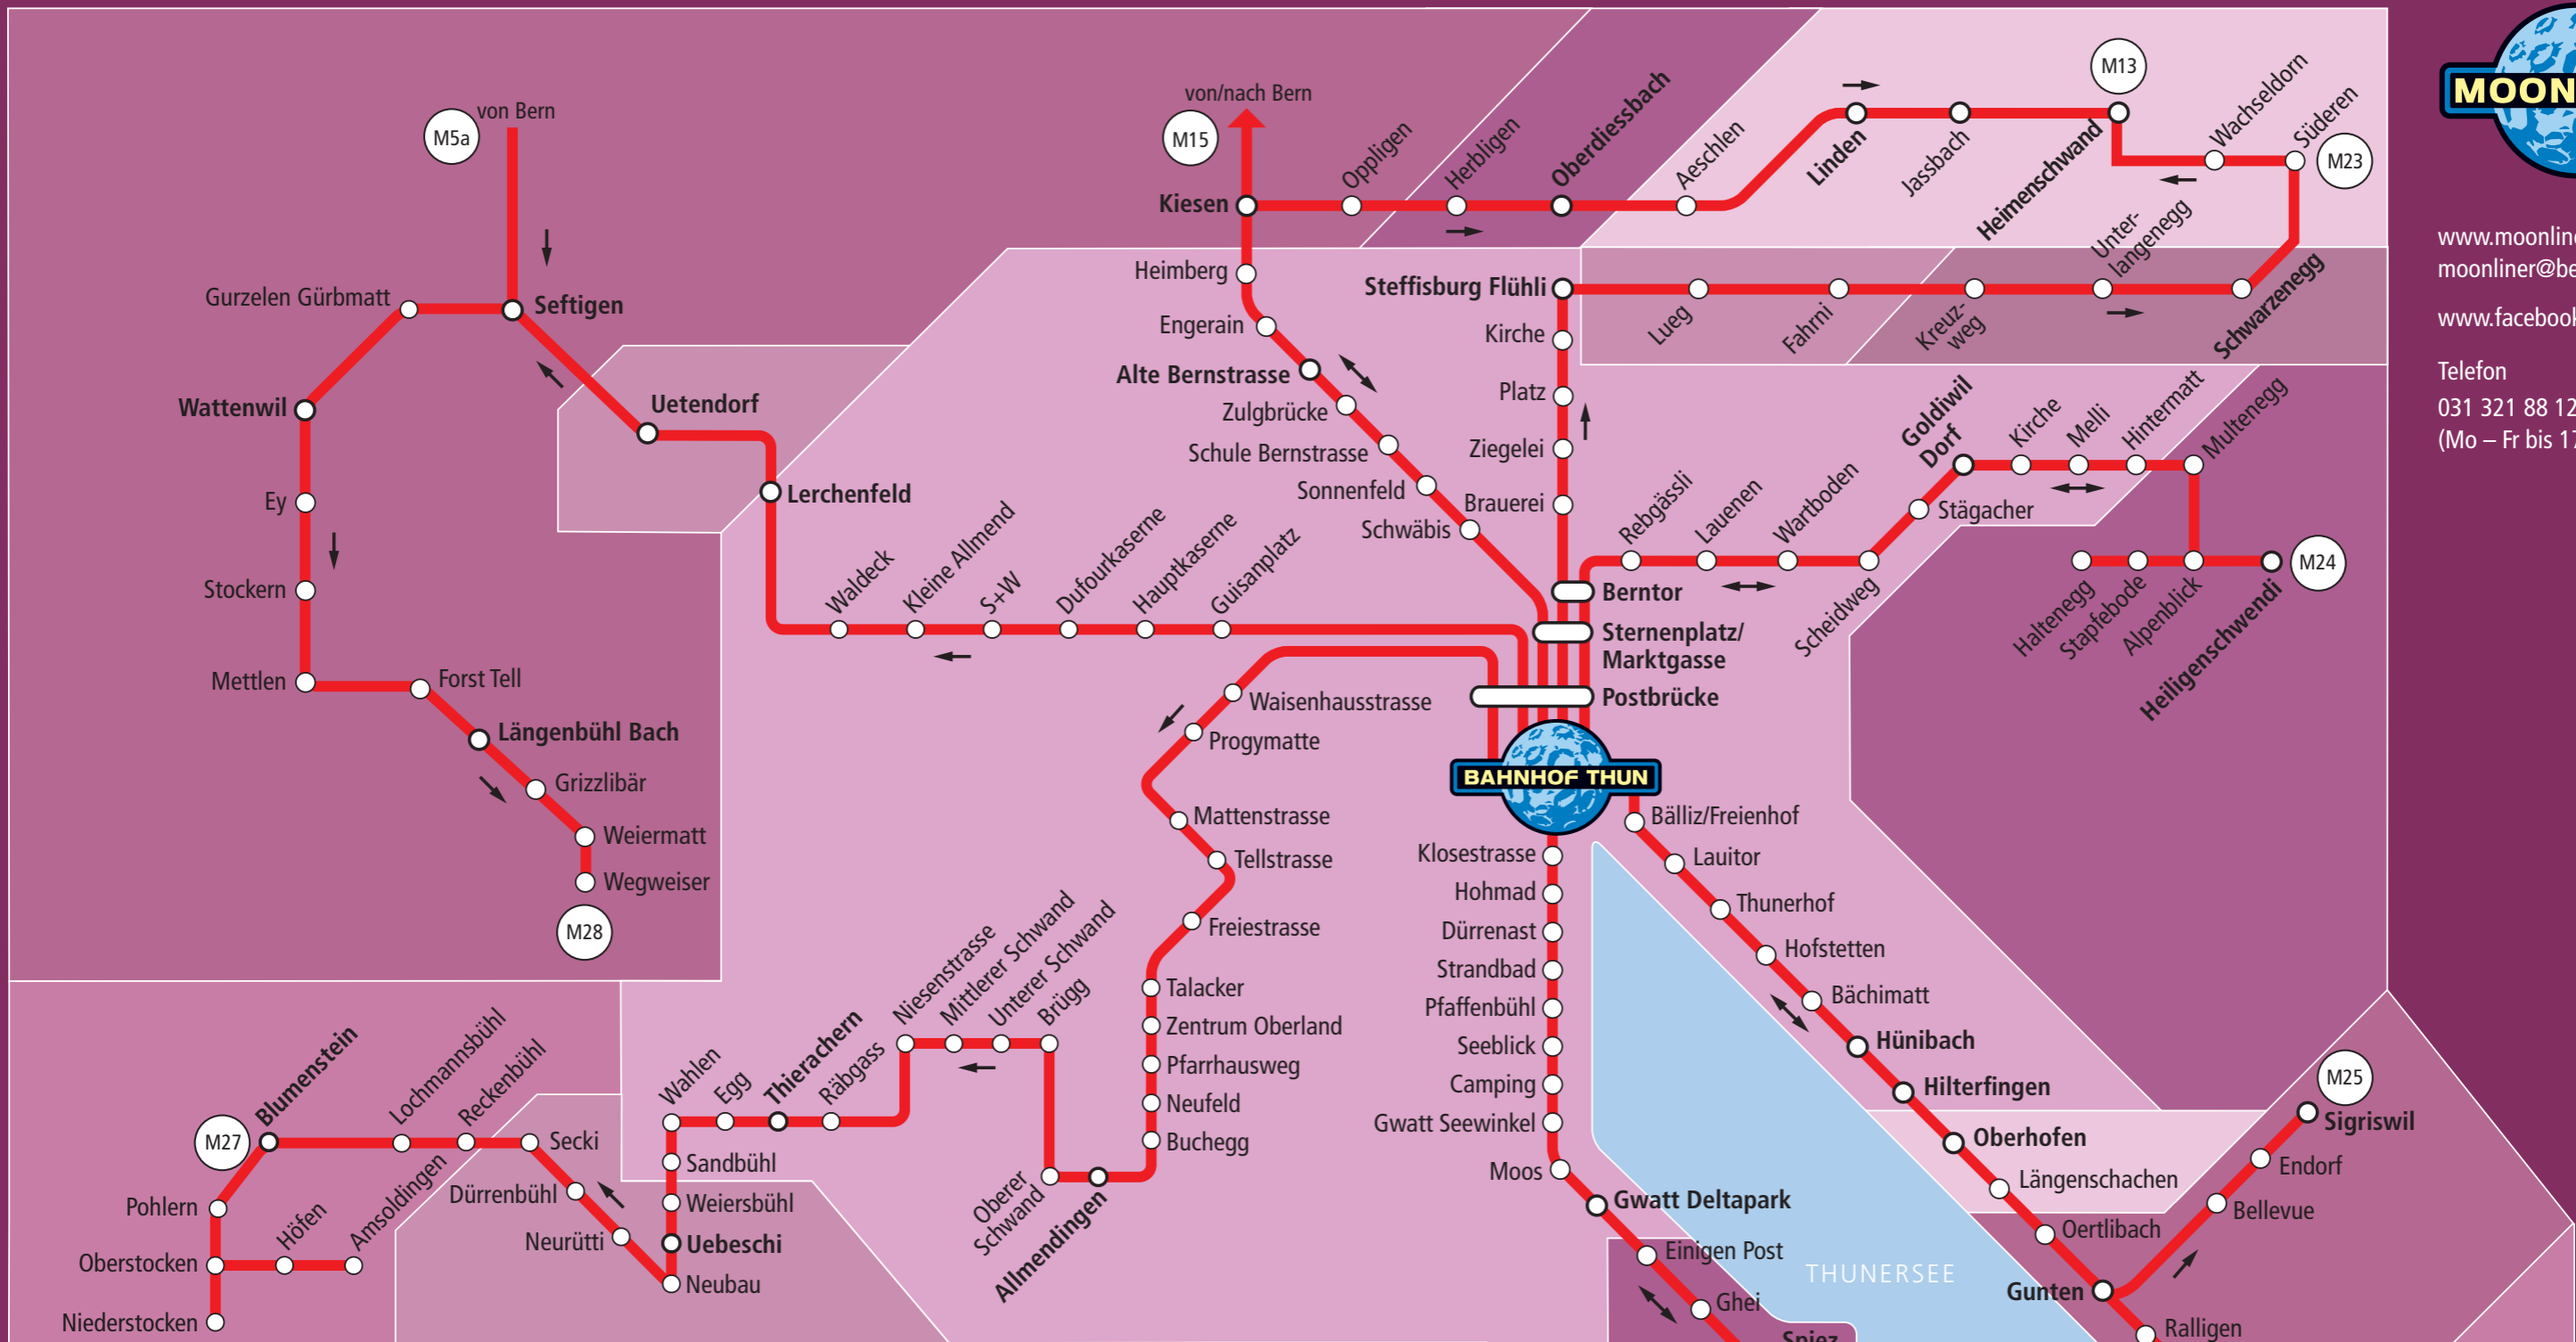 M5a
von Bern
Gurzelen Gürbmatt
Seftigen
Wattenwil
Uetendorf
Lerchenfeld
Ey
Stockern
Mettlen
Forst Tell
Längenbühl Bach
Grizzlibär
Weiermatt
Wegweiser
M28
Waldeck
Kleine Allmend
S+W
Dufourkaserne
Hauptkaserne
Guisanplatz
von/nach Bern
M15
Kiesen
Oppligen
Herbligen
Oberdiessbach
Aeschlen
Linden
Jassbach
Heimenschwand
M13
Wachseldorn
Süderen
M23
Heimberg
Engerain
Alte Bernstrasse
Zulgbrücke
Schule Bernstrasse
Sonnenfeld
Schwäbis
Steffisburg Flühli
Kirche
Platz
Ziegelei
Brauerei
Lueg
Fahrni
Kreuz-
weg
Unter-
langenegg
Schwarzenegg
Rebgässli
Lauenen
Wartboden
Scheidweg
Stägacher
Goldiwil
Dorf
Kirche
Melli
Hintermatt
Multenegg
Haltenegg
Stapfebode
Alpenblick
Heiligenschwendi
M24
Berntor
Sternenplatz/
Marktgasse
Postbrücke
BAHNHOF THUN
Waisenhausstrasse
Progymatte
Mattenstrasse
Tellstrasse
Freiestrasse
Talacker
Zentrum Oberland
Pfarrhausweg
Neufeld
Buchegg
Allmendingen
Oberer
Schwand
Brügg
Unterer Schwand
Mittlerer Schwand
Niesenstrasse
Räbgass
Thierachern
Egg
Wahlen
Sandbühl
Weiersbühl
Uebeschi
Neubau
Neurütti
Dürrenbühl
Secki
Reckenbühl
Lochmannsbühl
Blumenstein
M27
Pohlern
Oberstocken
Höfen
Amsoldingen
Niederstocken
Klosestrasse
Hohmad
Dürrenast
Strandbad
Pfaffenbühl
Seeblick
Camping
Gwatt Seewinkel
Moos
Gwatt Deltapark
Einigen Post
Ghei
Spiez
THUNERSEE
Bälliz/Freienhof
Lauitor
Thunerhof
Hofstetten
Bächimatt
Hünibach
Hilterfingen
Oberhofen
Längenschachen
Oertlibach
Gunten
Ralligen
Bellevue
Endorf
Sigriswil
M25
MOON
www.moonline
moonliner@be
www.facebook
Telefon
031 321 88 12
(Mo – Fr bis 17